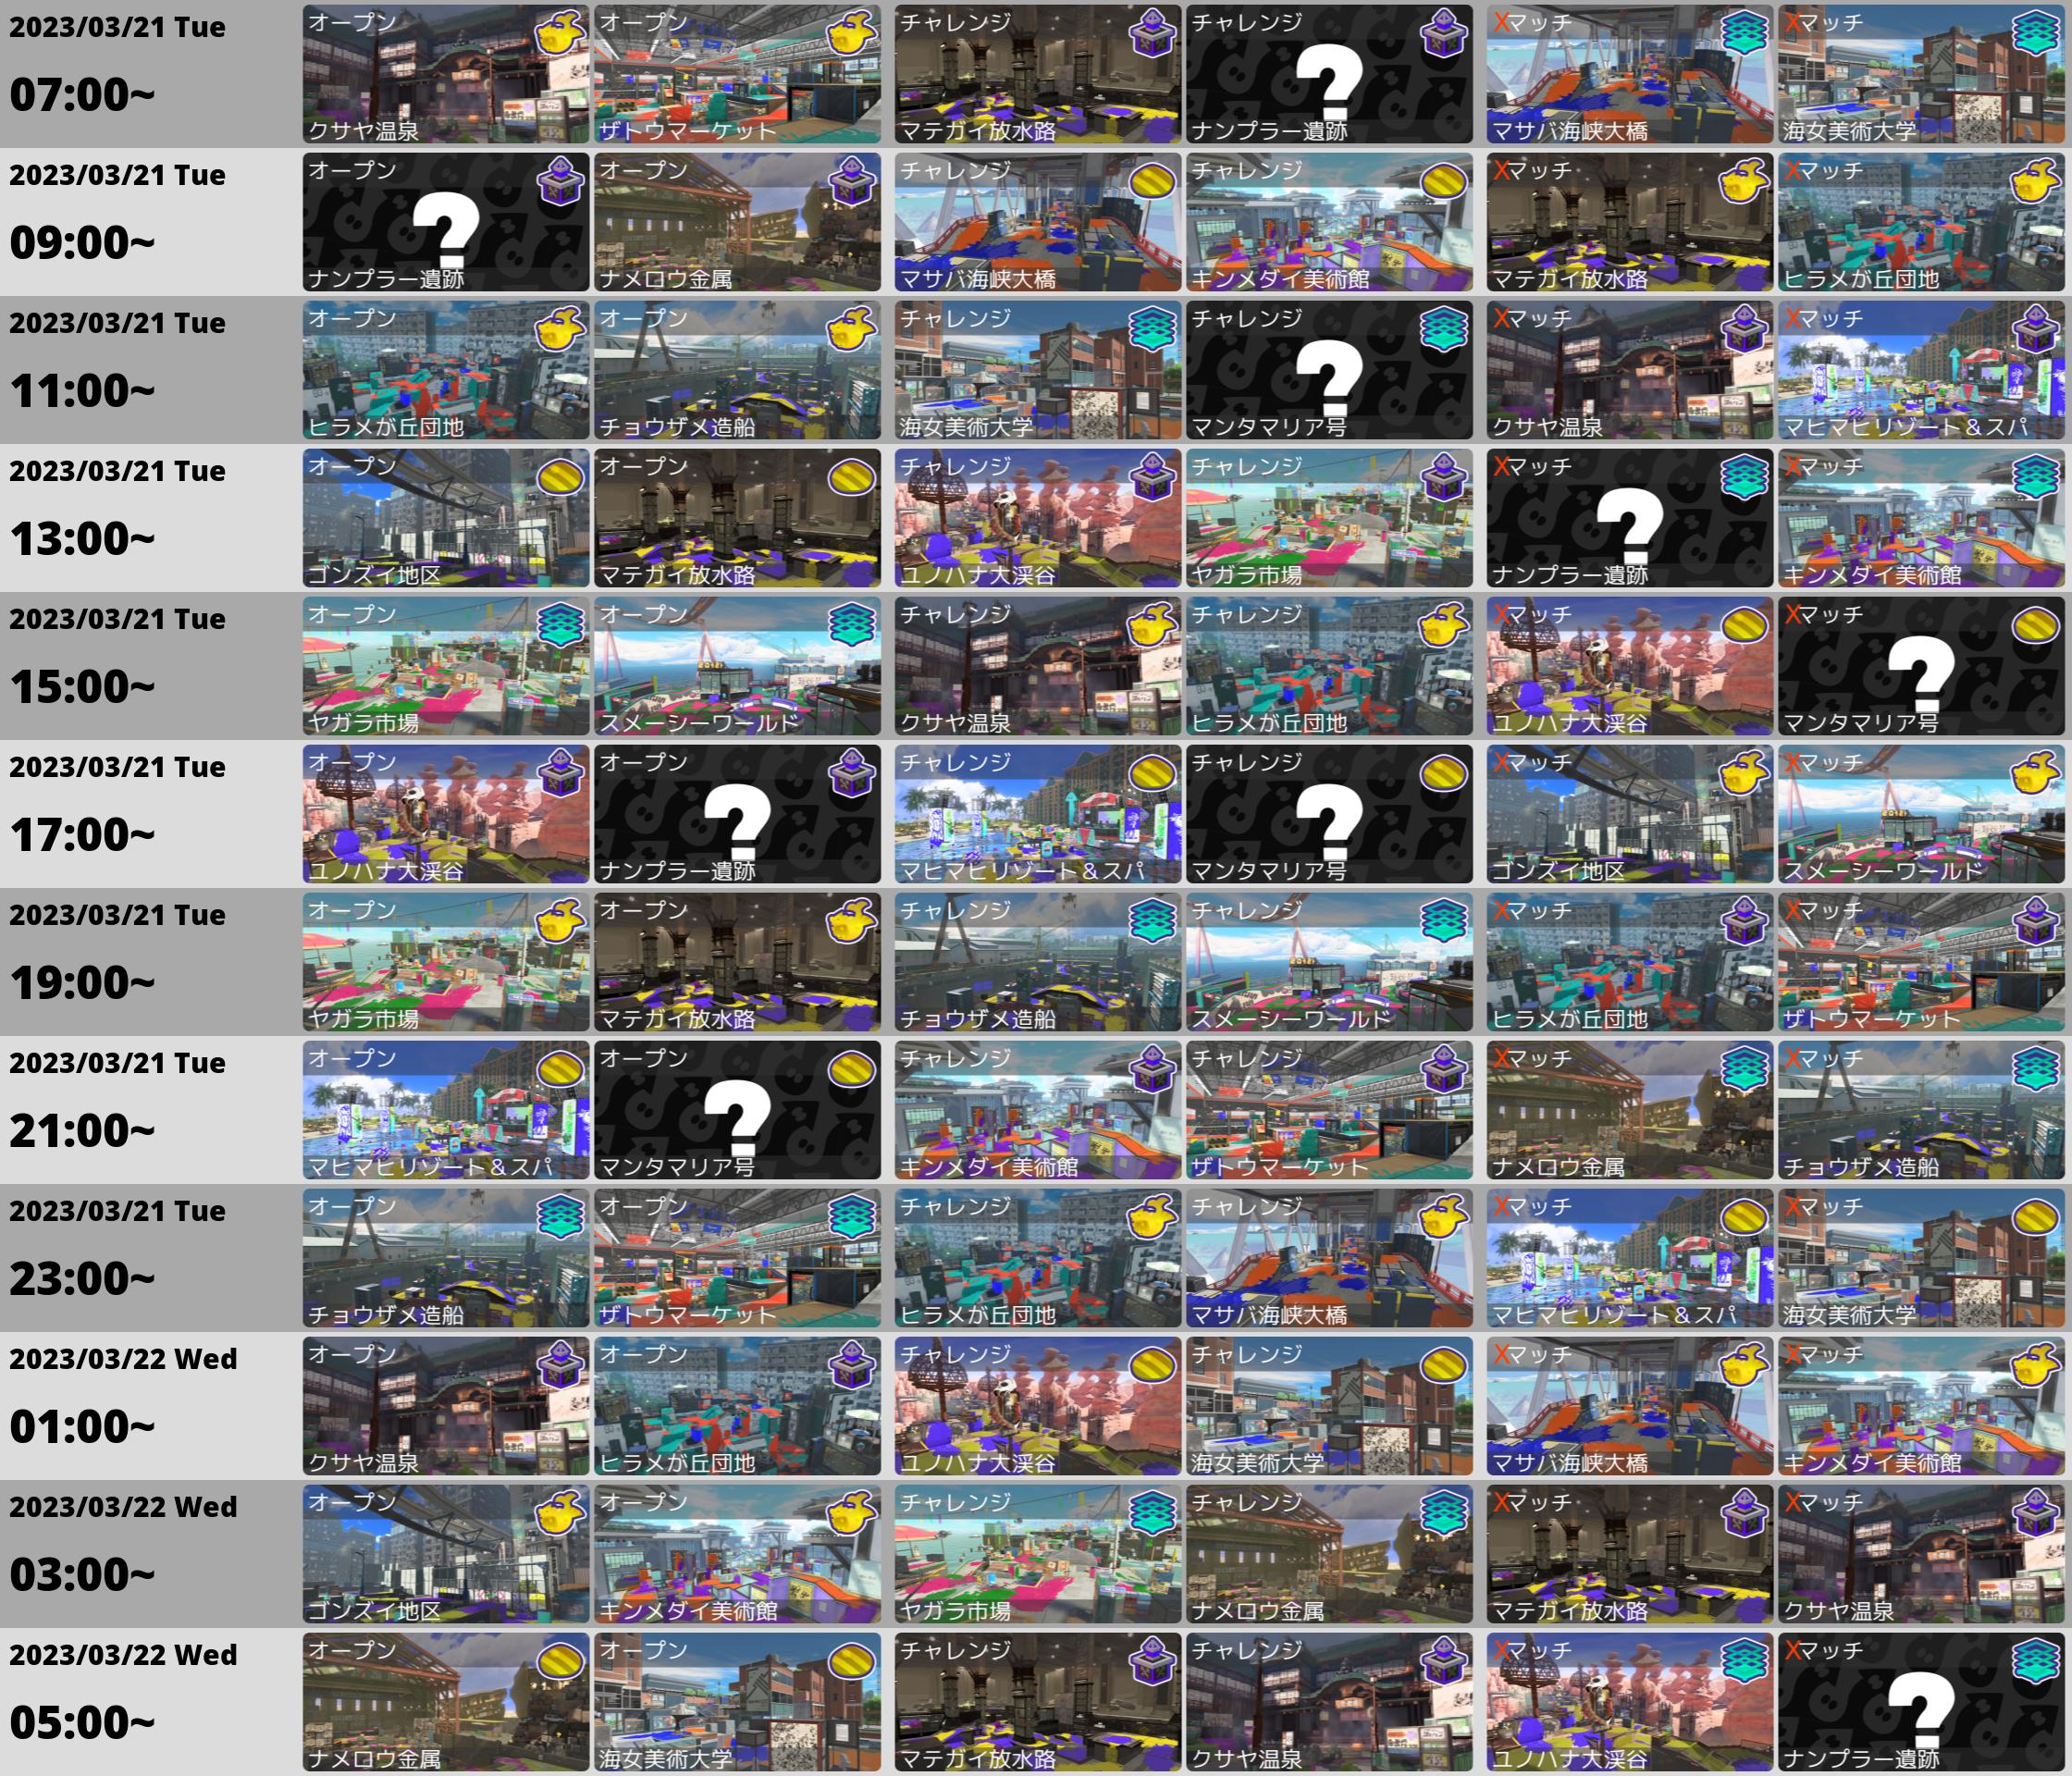 2023/03/21 Tue
07:00~
オープン オープン チャレンジ チャレンジ Xマッチ Xマッチ
クサヤ温泉 ザトウマーケット マテガイ放水路 ナンプラー遺跡 マサバ海峡大橋 海女美術大学
2023/03/21 Tue
09:00~
オープン オープン チャレンジ チャレンジ Xマッチ Xマッチ
ナンプラー遺跡 ナメロウ金属 マサバ海峡大橋 キンメダイ美術館 マテガイ放水路 ヒラメが丘団地
2023/03/21 Tue
11:00~
オープン オープン チャレンジ チャレンジ Xマッチ Xマッチ
ヒラメが丘団地 チョウザメ造船 海女美術大学 マンタマリア号 クサヤ温泉 マヒマヒリゾート&スパ
2023/03/21 Tue
13:00~
オープン オープン チャレンジ チャレンジ Xマッチ Xマッチ
ゴンズイ地区 マテガイ放水路 ユノハナ大渓谷 ヤガラ市場 ナンプラー遺跡 キンメダイ美術館
2023/03/21 Tue
15:00~
オープン オープン チャレンジ チャレンジ Xマッチ Xマッチ
ヤガラ市場 スメーシーワールド クサヤ温泉 ヒラメが丘団地 ユノハナ大渓谷 マンタマリア号
2023/03/21 Tue
17:00~
オープン オープン チャレンジ チャレンジ Xマッチ Xマッチ
ユノハナ大渓谷 ナンプラー遺跡 マヒマヒリゾート&スパ マンタマリア号 ゴンズイ地区 スメーシーワールド
2023/03/21 Tue
19:00~
オープン オープン チャレンジ チャレンジ Xマッチ Xマッチ
ヤガラ市場 マテガイ放水路 チョウザメ造船 スメーシーワールド ヒラメが丘団地 ザトウマーケット
2023/03/21 Tue
21:00~
オープン オープン チャレンジ チャレンジ Xマッチ Xマッチ
マヒマヒリゾート&スパ マンタマリア号 キンメダイ美術館 ザトウマーケット ナメロウ金属 チョウザメ造船
2023/03/21 Tue
23:00~
オープン オープン チャレンジ チャレンジ Xマッチ Xマッチ
チョウザメ造船 ザトウマーケット ヒラメが丘団地 マサバ海峡大橋 マヒマヒリゾート&スパ 海女美術大学
2023/03/22 Wed
01:00~
オープン オープン チャレンジ チャレンジ Xマッチ Xマッチ
クサヤ温泉 ヒラメが丘団地 ユノハナ大渓谷 海女美術大学 マサバ海峡大橋 キンメダイ美術館
2023/03/22 Wed
03:00~
オープン オープン チャレンジ チャレンジ Xマッチ Xマッチ
ゴンズイ地区 キンメダイ美術館 ヤガラ市場 ナメロウ金属 マテガイ放水路 クサヤ温泉
2023/03/22 Wed
05:00~
オープン オープン チャレンジ チャレンジ Xマッチ Xマッチ
ナメロウ金属 海女美術大学 マテガイ放水路 クサヤ温泉 ユノハナ大渓谷 ナンプラー遺跡